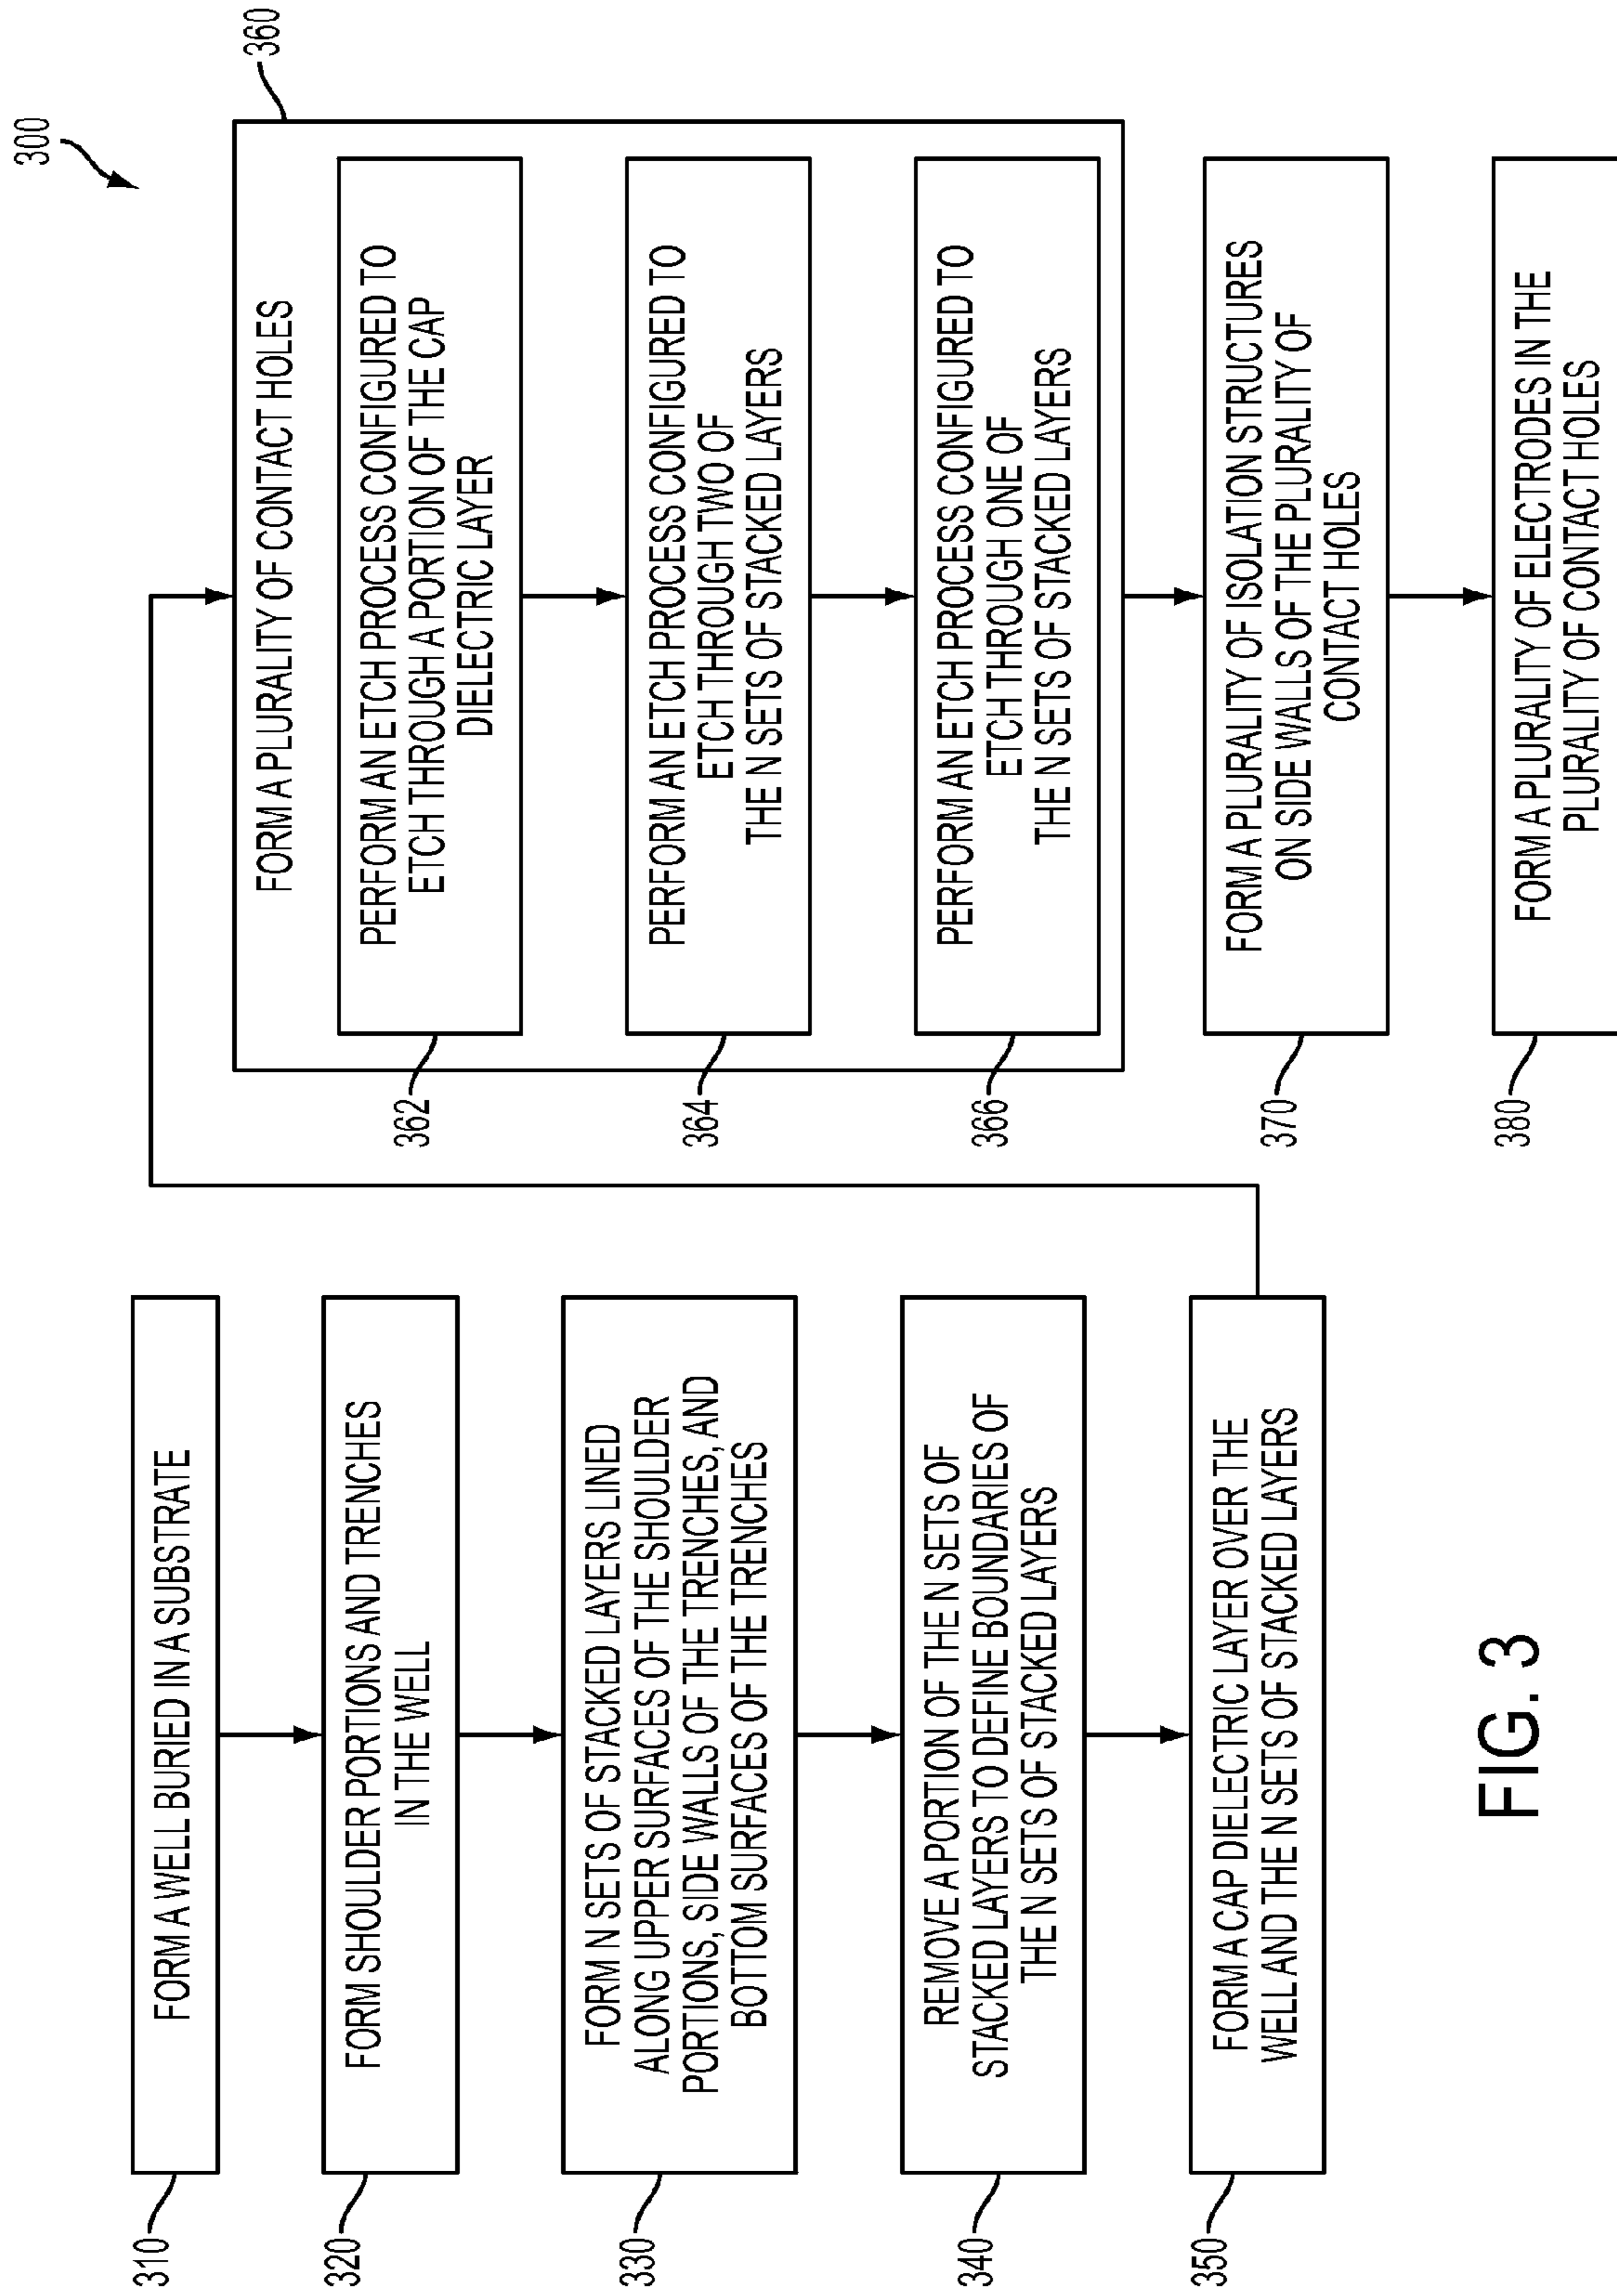 300
310
FORM A WELL BURIED IN A SUBSTRATE
320
FORM SHOULDER PORTIONS AND TRENCHES
IN THE WELL
330
FORM N SETS OF STACKED LAYERS LINED
ALONG UPPER SURFACES OF THE SHOULDER
PORTIONS, SIDE WALLS OF THE TRENCHES, AND
BOTTOM SURFACES OF THE TRENCHES
340
REMOVE A PORTION OF THE N SETS OF
STACKED LAYERS TO DEFINE BOUNDARIES OF
THE N SETS OF STACKED LAYERS
350
FORM A CAP DIELECTRIC LAYER OVER THE
WELL AND THE N SETS OF STACKED LAYERS
360
FORM A PLURALITY OF CONTACT HOLES
362
PERFORM AN ETCH PROCESS CONFIGURED TO
ETCH THROUGH A PORTION OF THE CAP
DIELECTRIC LAYER
364
PERFORM AN ETCH PROCESS CONFIGURED TO
ETCH THROUGH TWO OF
THE N SETS OF STACKED LAYERS
366
PERFORM AN ETCH PROCESS CONFIGURED TO
ETCH THROUGH ONE OF
THE N SETS OF STACKED LAYERS
370
FORM A PLURALITY OF ISOLATION STRUCTURES
ON SIDE WALLS OF THE PLURALITY OF
CONTACT HOLES
380
FORM A PLURALITY OF ELECTRODES IN THE
PLURALITY OF CONTACT HOLES
FIG. 3